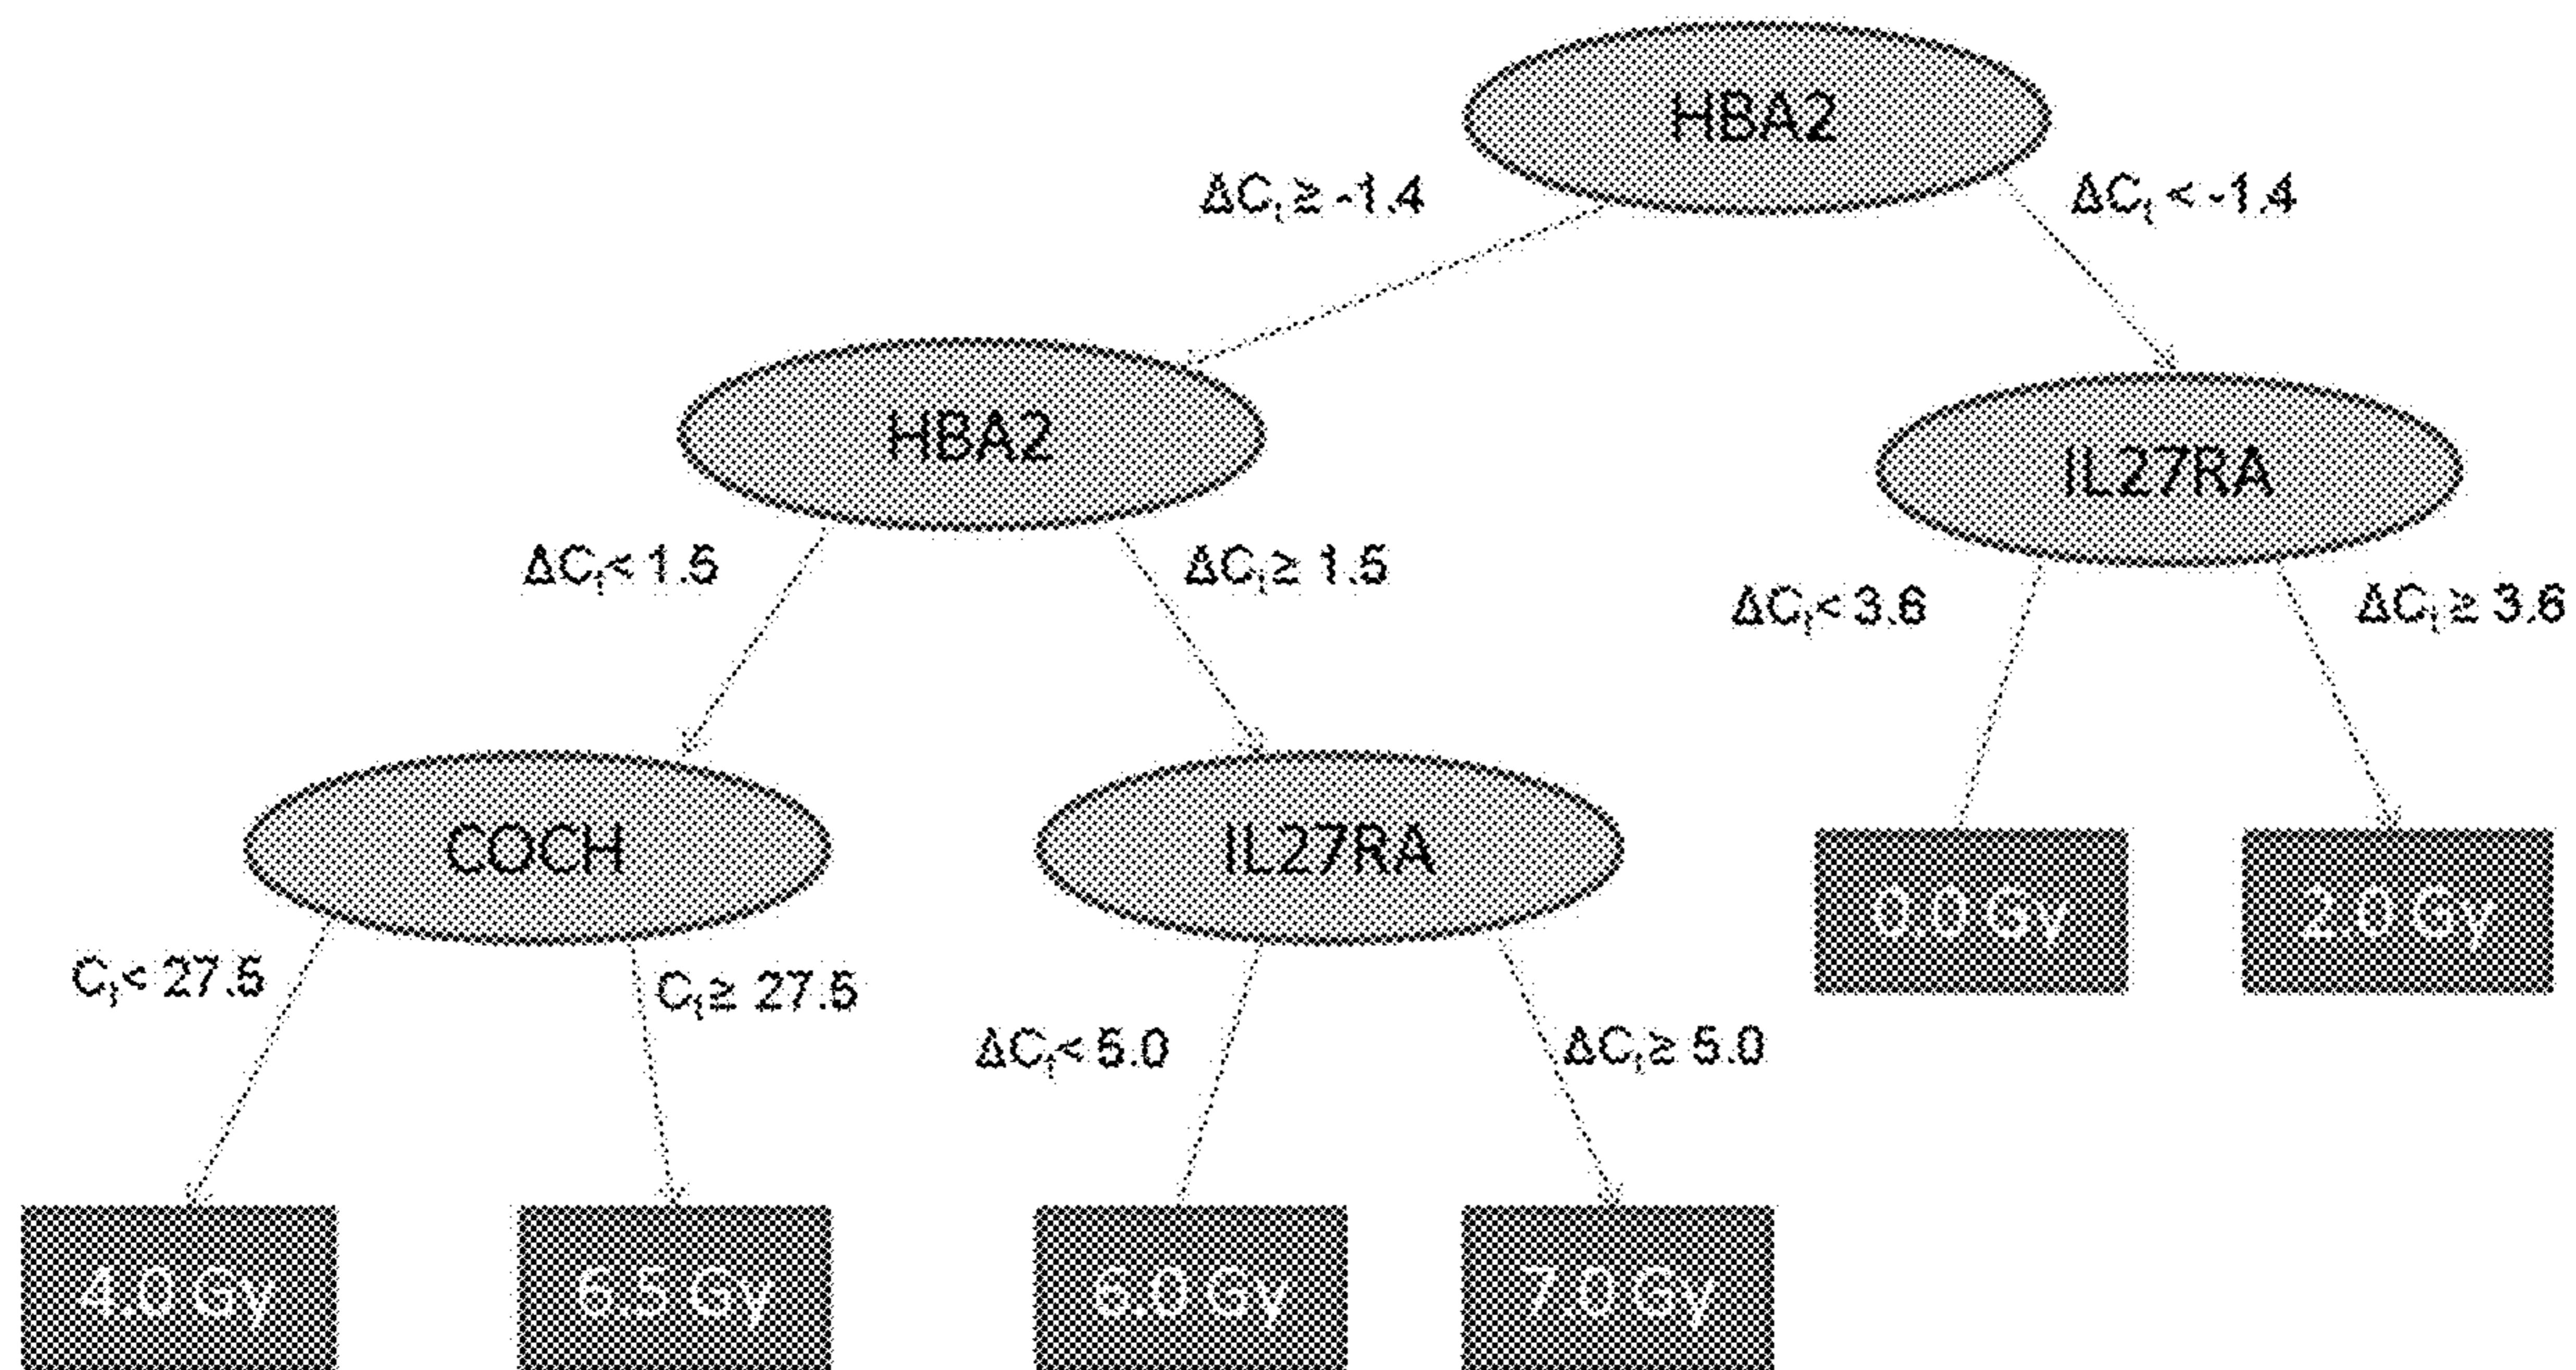 HBA2
ΔCₜ ≥ -1.4
ΔCₜ < -1.4
HBA2
IL27RA
ΔCₜ< 1.5
ΔCₜ≥ 1.5
ΔCₜ< 3.6
ΔCₜ≥ 3.6
COCH
IL27RA
0.0 Gy
2.0 Gy
Cₜ< 27.5
Cₜ≥ 27.5
ΔCₜ< 5.0
ΔCₜ≥ 5.0
4.0 Gy
6.5 Gy
6.0 Gy
7.0 Gy